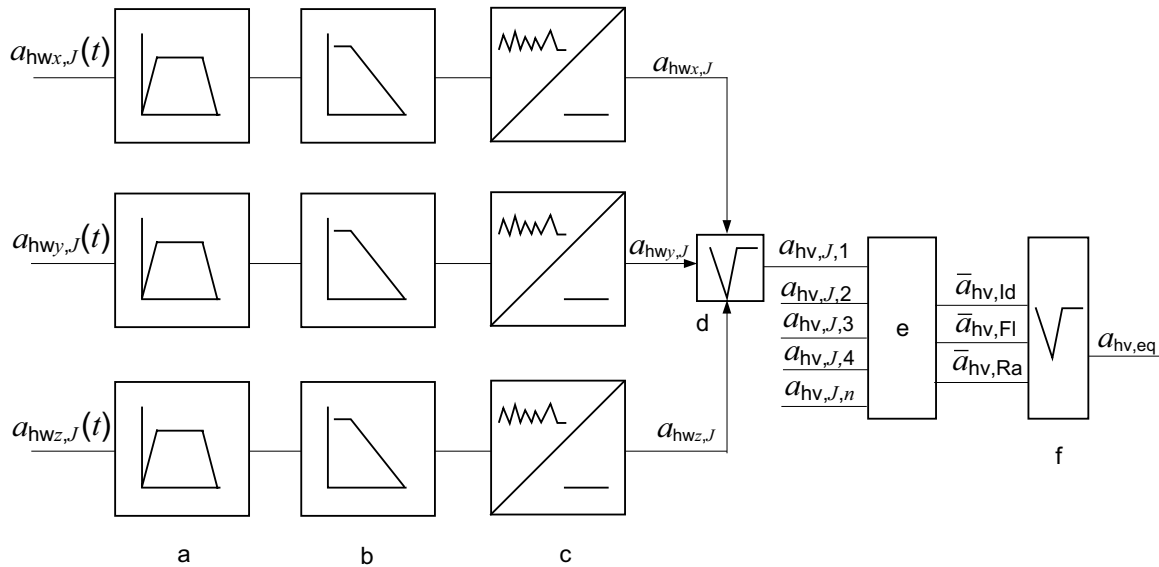 a_hwx,J(t)
a_hwx,J
a_hwy,J(t)
a_hwy,J
d
a_hv,J,1
a_hv,J,2
a_hv,J,3
a_hv,J,4
a_hv,J,n
e
ā_hv,Id
ā_hv,Fl
ā_hv,Ra
a_hv,eq
f
a_hwz,J(t)
a_hwz,J
a b c